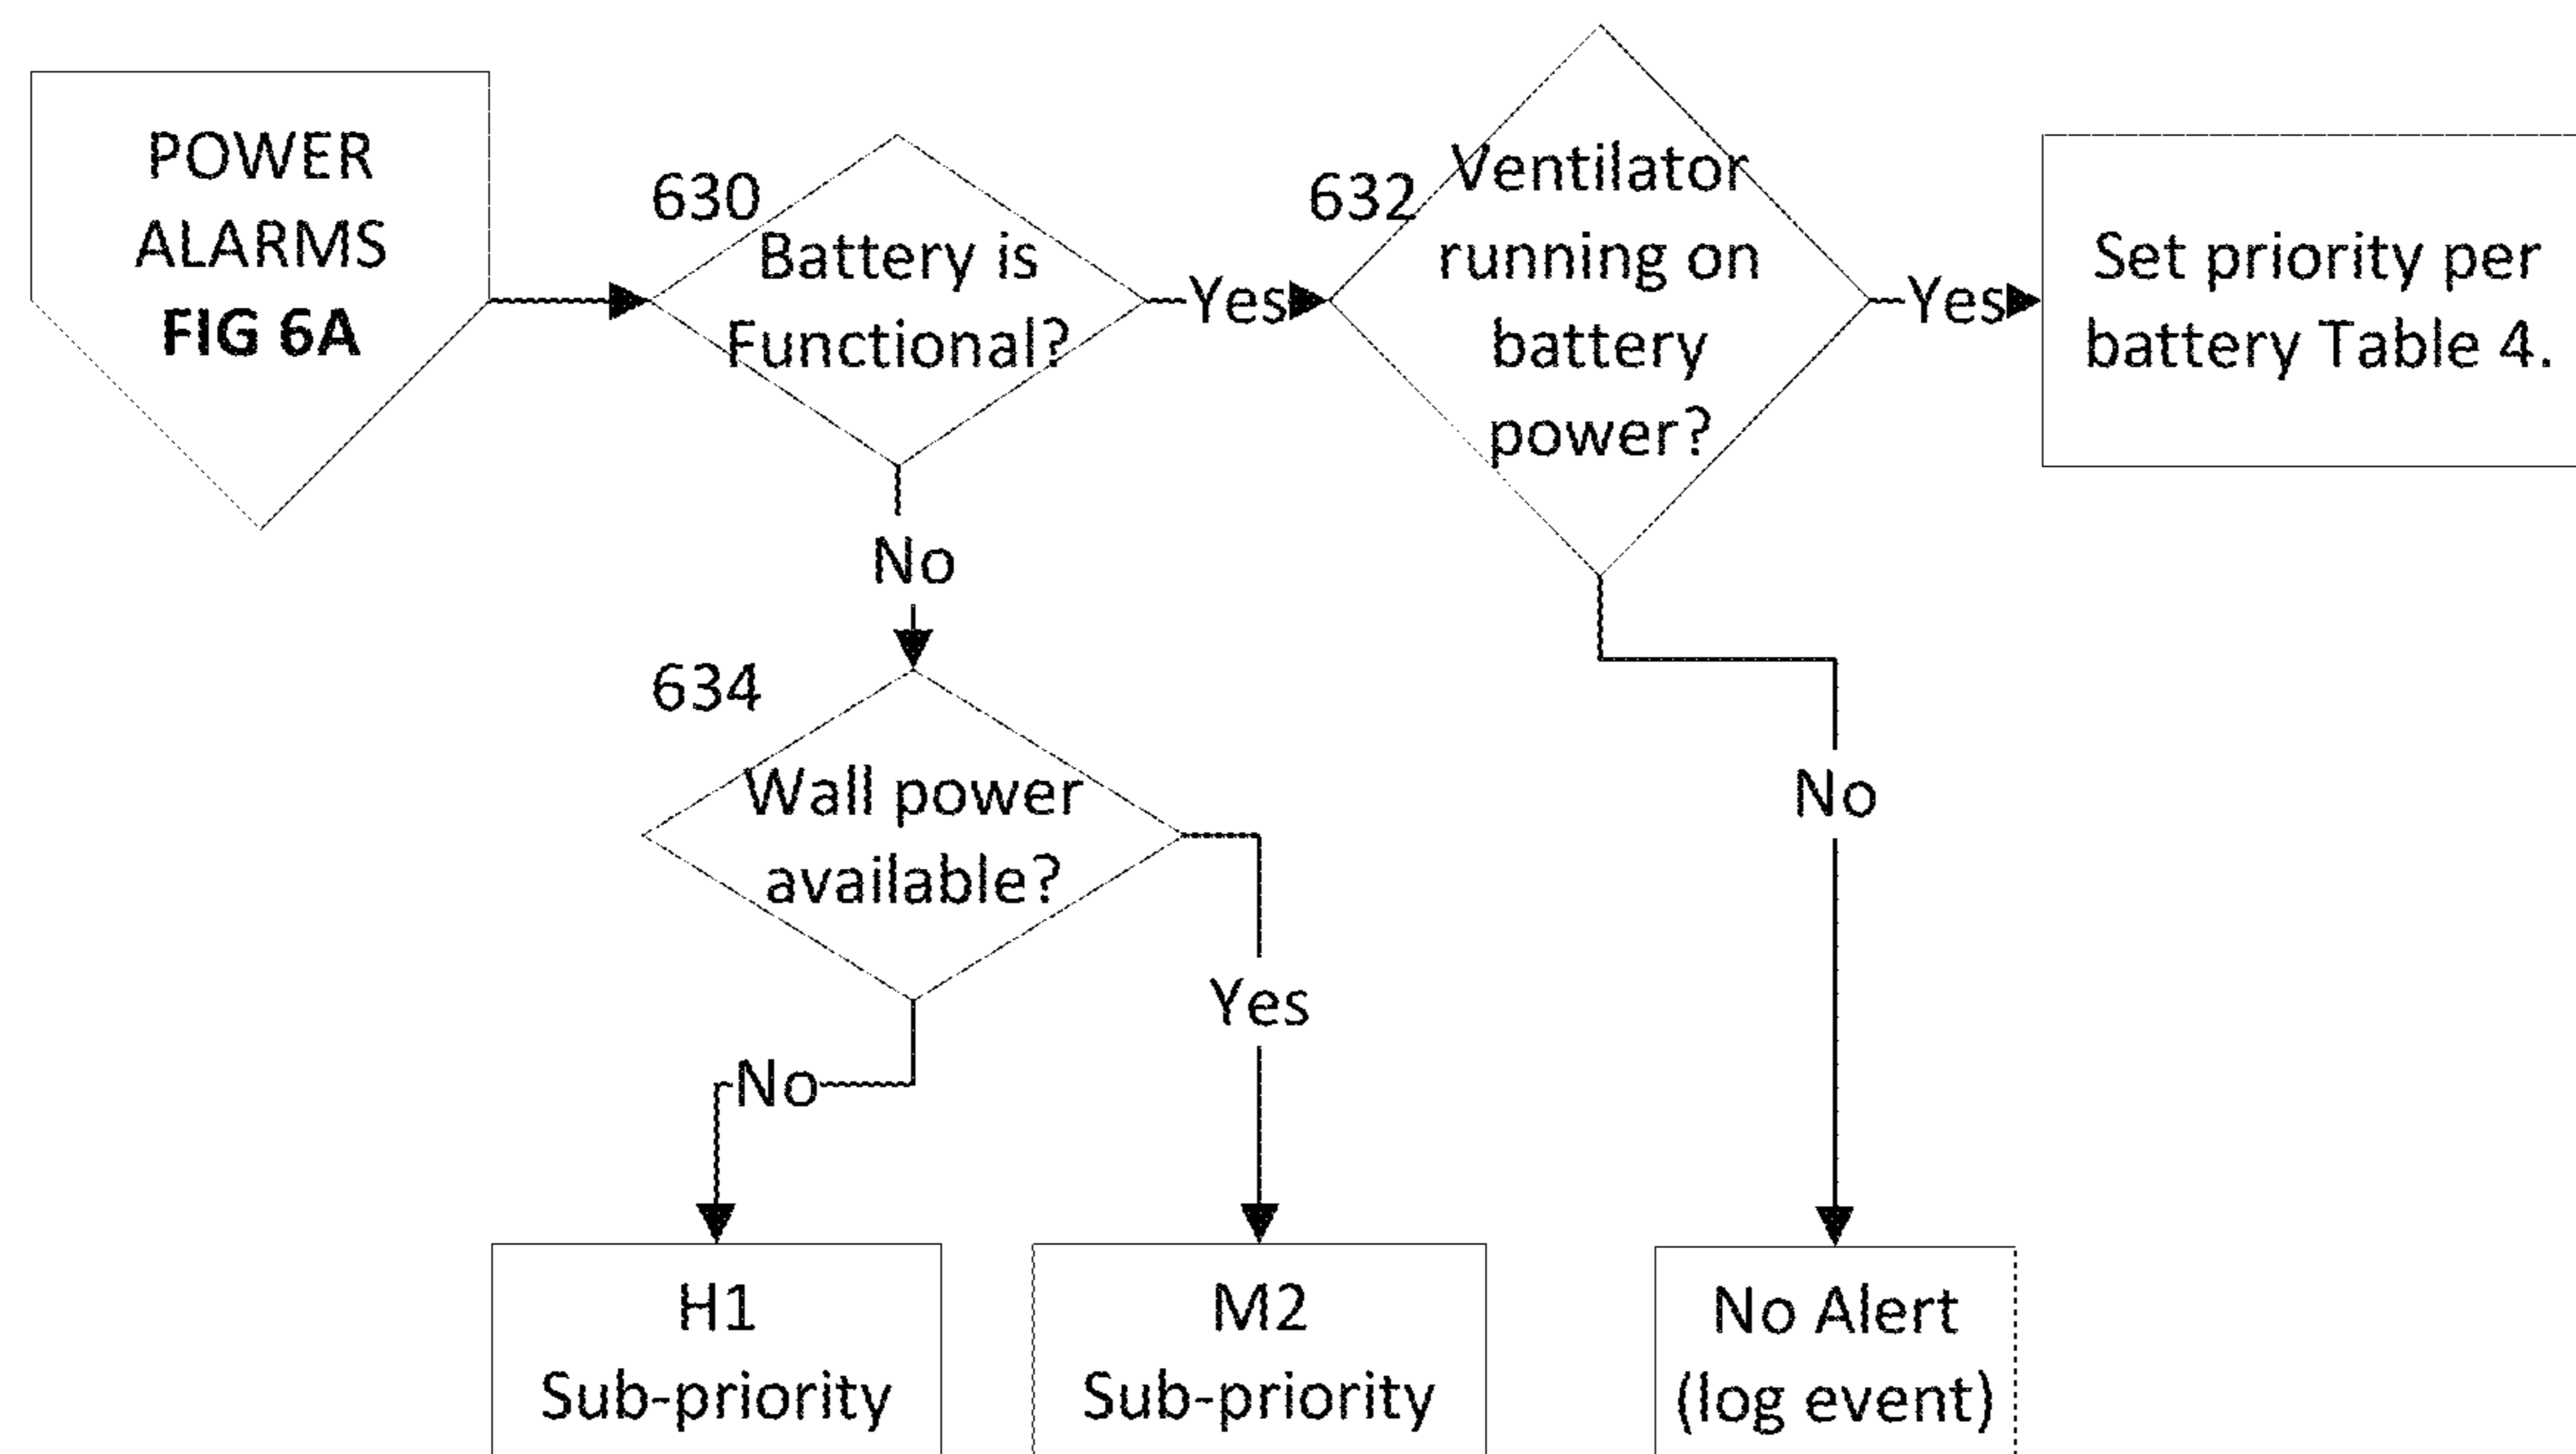 POWER
ALARMS
FIG 6A
630
Battery is
Functional?
Yes
632
Ventilator
running on
battery
power?
Yes
Set priority per
battery Table 4.
No
634
Wall power
available?
No
Yes
No
H1
Sub-priority
M2
Sub-priority
No Alert
(log event)